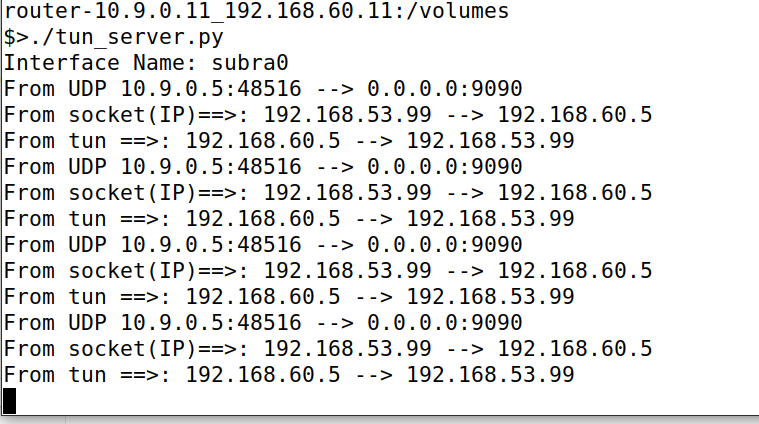 router-10.9.0.11_192.168.60.11:/volumes
$>./tun_server.py
Interface Name: subra0
From UDP 10.9.0.5:48516 --> 0.0.0.0:9090
From socket(IP)==>: 192.168.53.99 --> 192.168.60.5
From tun ==>: 192.168.60.5 --> 192.168.53.99
From UDP 10.9.0.5:48516 --> 0.0.0.0:9090
From socket(IP)==>: 192.168.53.99 --> 192.168.60.5
From tun ==>: 192.168.60.5 --> 192.168.53.99
From UDP 10.9.0.5:48516 --> 0.0.0.0:9090
From socket(IP)==>: 192.168.53.99 --> 192.168.60.5
From tun ==>: 192.168.60.5 --> 192.168.53.99
From UDP 10.9.0.5:48516 --> 0.0.0.0:9090
From socket(IP)==>: 192.168.53.99 --> 192.168.60.5
From tun ==>: 192.168.60.5 --> 192.168.53.99